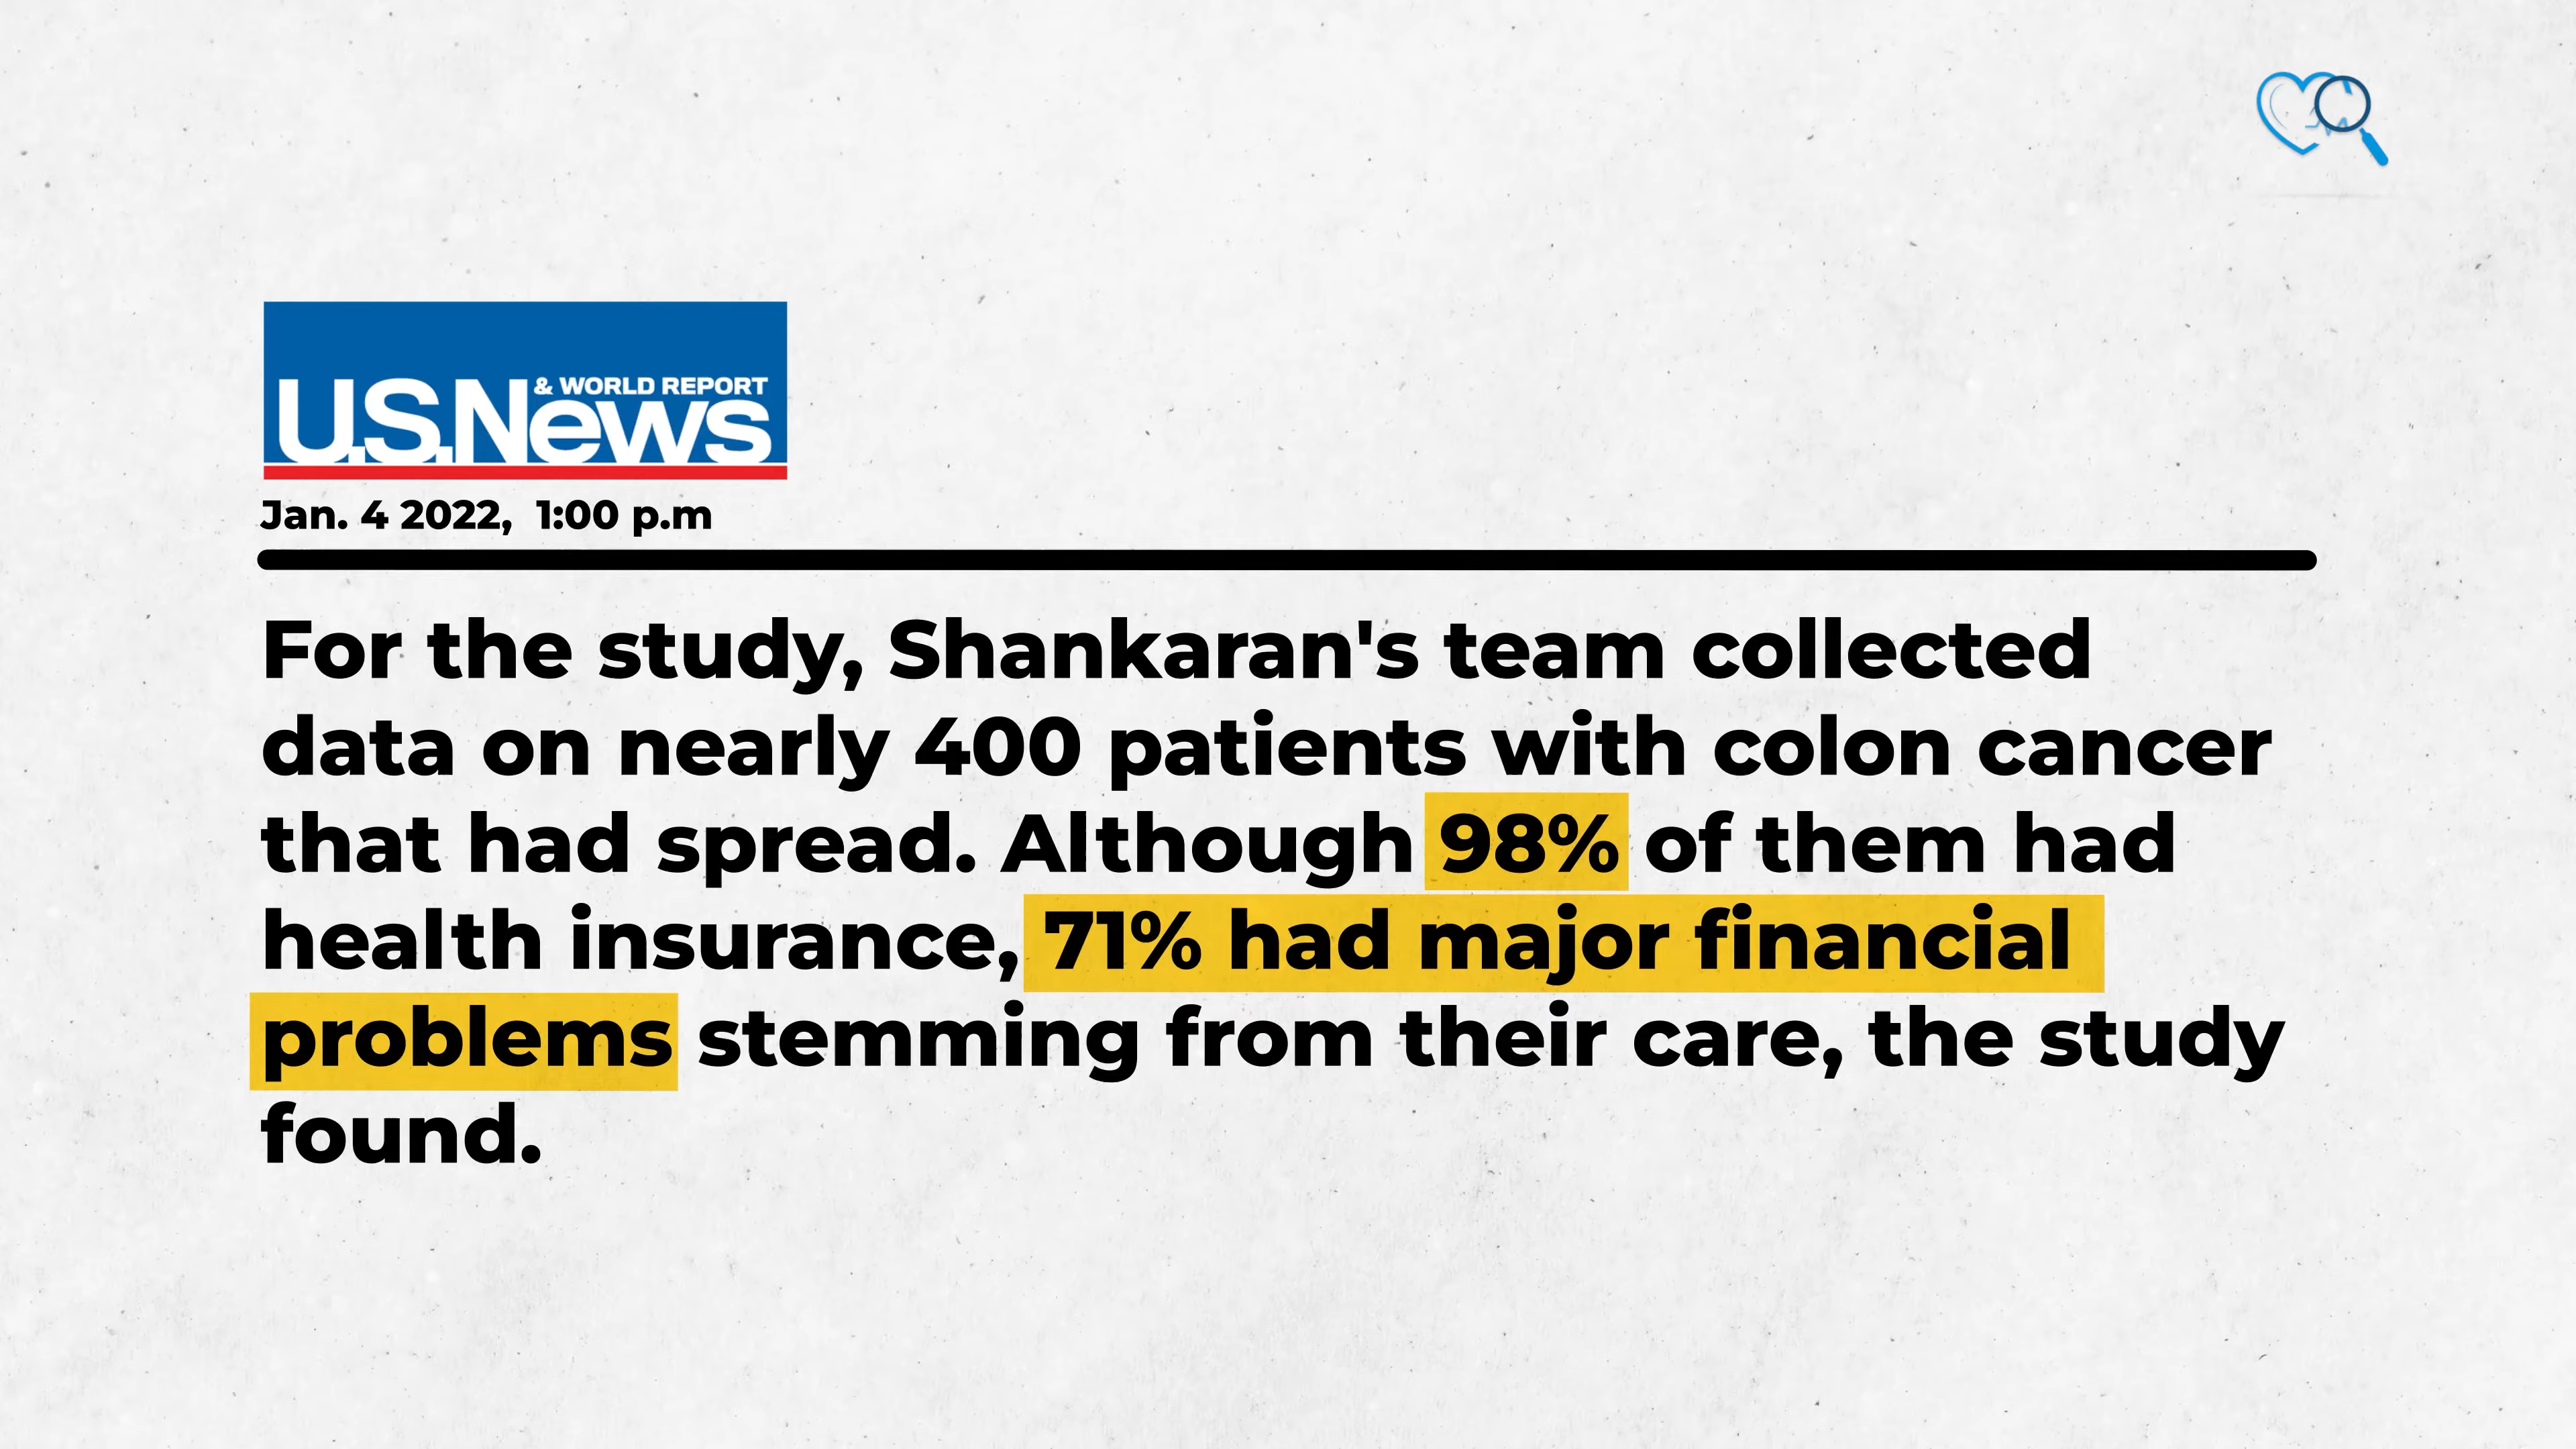 U.S.News & WORLD REPORT
Jan. 4 2022,  1:00 p.m
For the study, Shankaran's team collected
data on nearly 400 patients with colon cancer
that had spread. Although 98% of them had
health insurance, 71% had major financial
problems stemming from their care, the study
found.